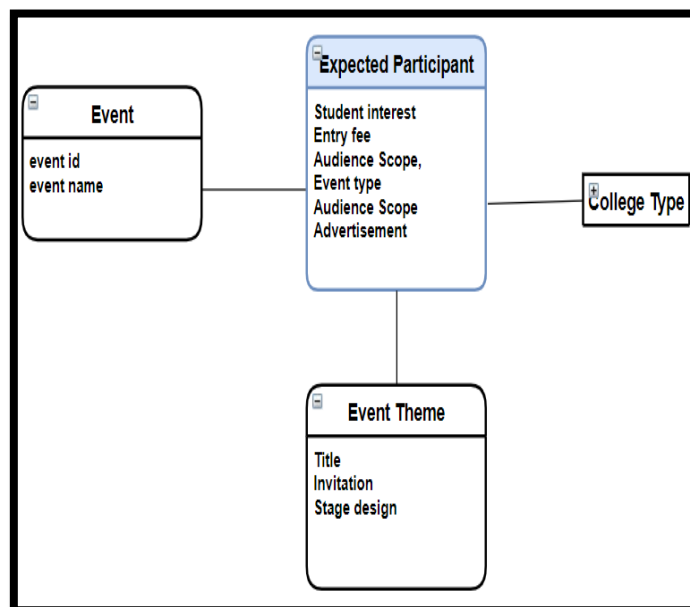 Event
event id
event name
Expected Participant
Student interest
Entry fee
Audience Scope,
Event type
Audience Scope
Advertisement
College Type
Event Theme
Title
Invitation
Stage design